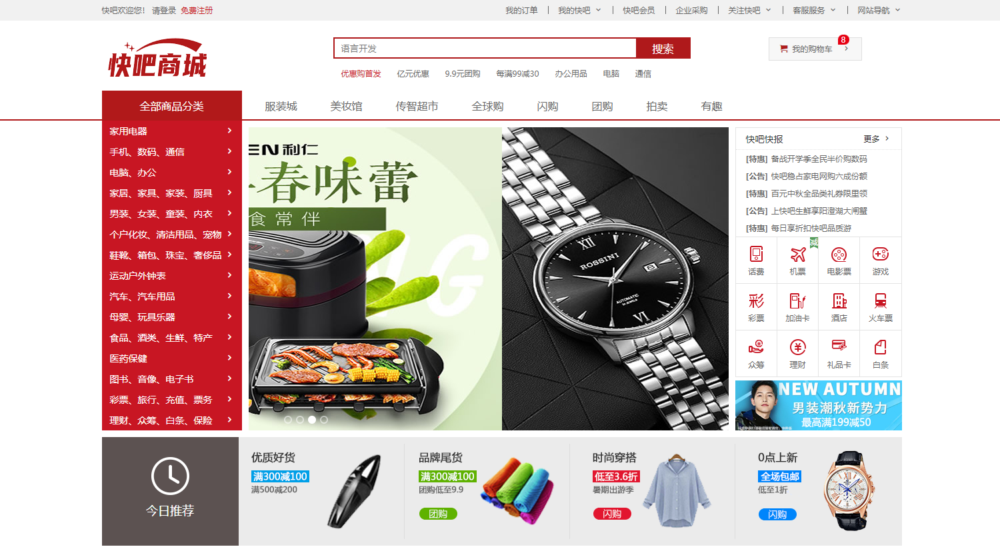 快吧欢迎您! 请登录 免费注册
我的订单 我的快吧 快吧会员 企业采购 关注快吧 客服服务 网站导航
快吧商城
语言开发 搜索
我的购物车 8
优惠购首发 亿元优惠 9.9元团购 每满99减30 办公用品 电脑 通信
全部商品分类 服装城 美妆馆 传智超市 全球购 闪购 团购 拍卖 有趣
家用电器
手机、数码、通信
电脑、办公
家居、家具、家装、厨具
男装、女装、童装、内衣
个户化妆、清洁用品、宠物
鞋靴、箱包、珠宝、奢侈品
运动户外钟表
汽车、汽车用品
母婴、玩具乐器
食品、酒类、生鲜、特产
医药保健
图书、音像、电子书
彩票、旅行、充值、票务
理财、众筹、白条、保险
EN 利仁
春味蕾
食常伴
ROSSINI
AUTOMATIC
快吧快报 更多
[特惠] 备战开学季全民半价购数码
[公告] 快吧稳占家电网购六成份额
[特惠] 百元中秋全品类礼券限里领
[公告] 上快吧生鲜享阳澄湖大闸蟹
[特惠] 每日享折扣快吧品质游
减
话费 机票 电影票 游戏
彩
彩票 加油卡 酒店 火车票
众筹 理财 礼品卡 白条
NEW AUTUMN
男装潮秋新势力
最高满199减50
今日推荐
优质好货
满300减100
满500减200
品牌尾货
满300减100
团购低至9.9
团购
时尚穿搭
低至3.6折
暑期出游季
闪购
0点上新
全场包邮
低至1折
闪购